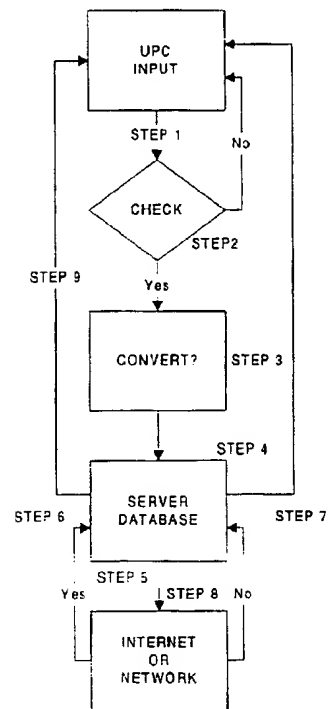 UPC
INPUT
STEP 1
No
CHECK
STEP2
STEP 9
Yes
CONVERT?
STEP 3
STEP 4
SERVER
DATABASE
STEP 6
STEP 7
STEP 5
Yes
STEP 8
No
INTERNET
OR
NETWORK